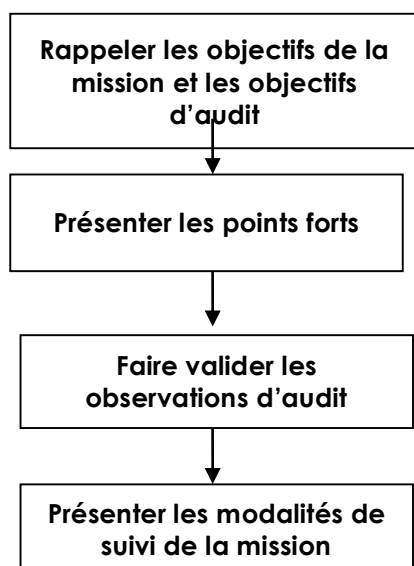 Rappeler les objectifs de la
mission et les objectifs
d’audit
Présenter les points forts
Faire valider les
observations d’audit
Présenter les modalités de
suivi de la mission